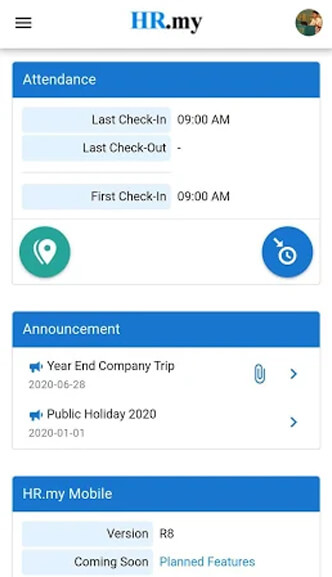 HR.my
Attendance
Last Check-In 09:00 AM
Last Check-Out -
First Check-In 09:00 AM
Announcement
Year End Company Trip
2020-06-28
Public Holiday 2020
2020-01-01
HR.my Mobile
Version R8
Coming Soon Planned Features